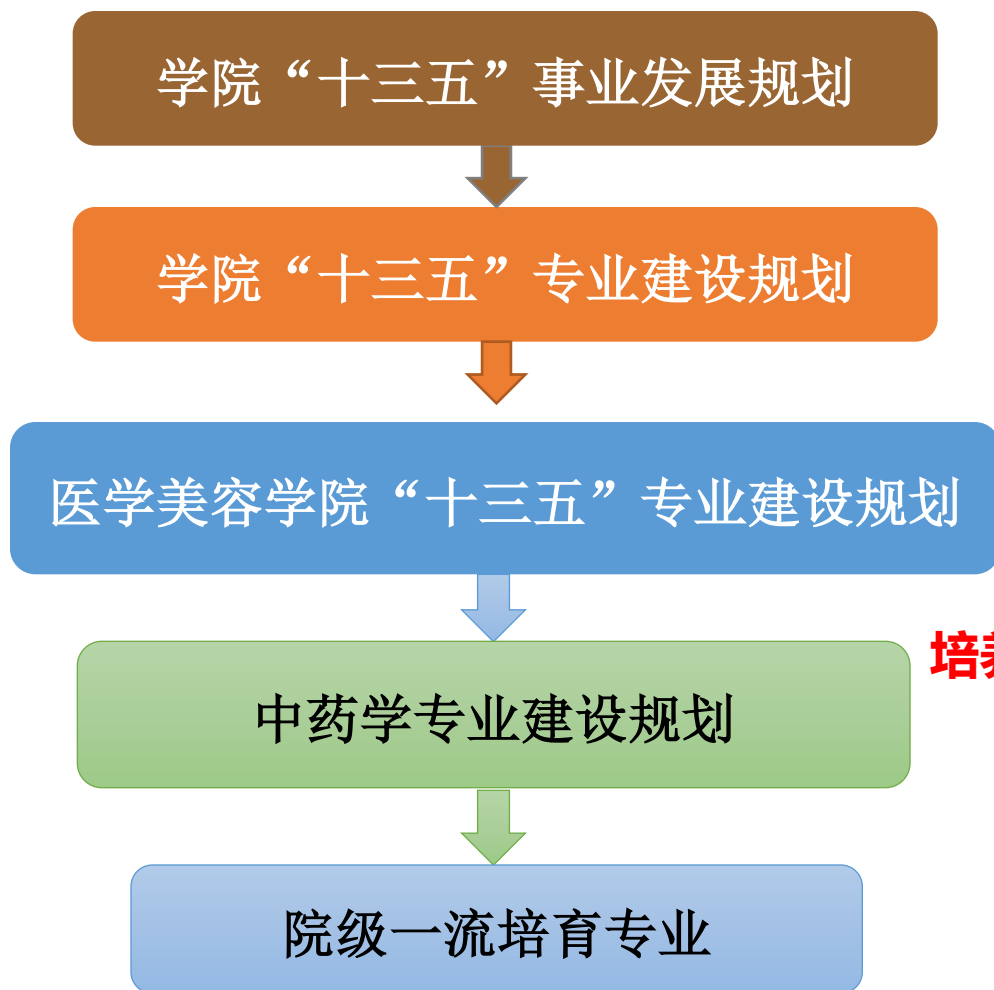 学院“十三五”事业发展规划
学院“十三五”专业建设规划
医学美容学院“十三五”专业建设规划
培
中药学专业建设规划
院级一流培育专业